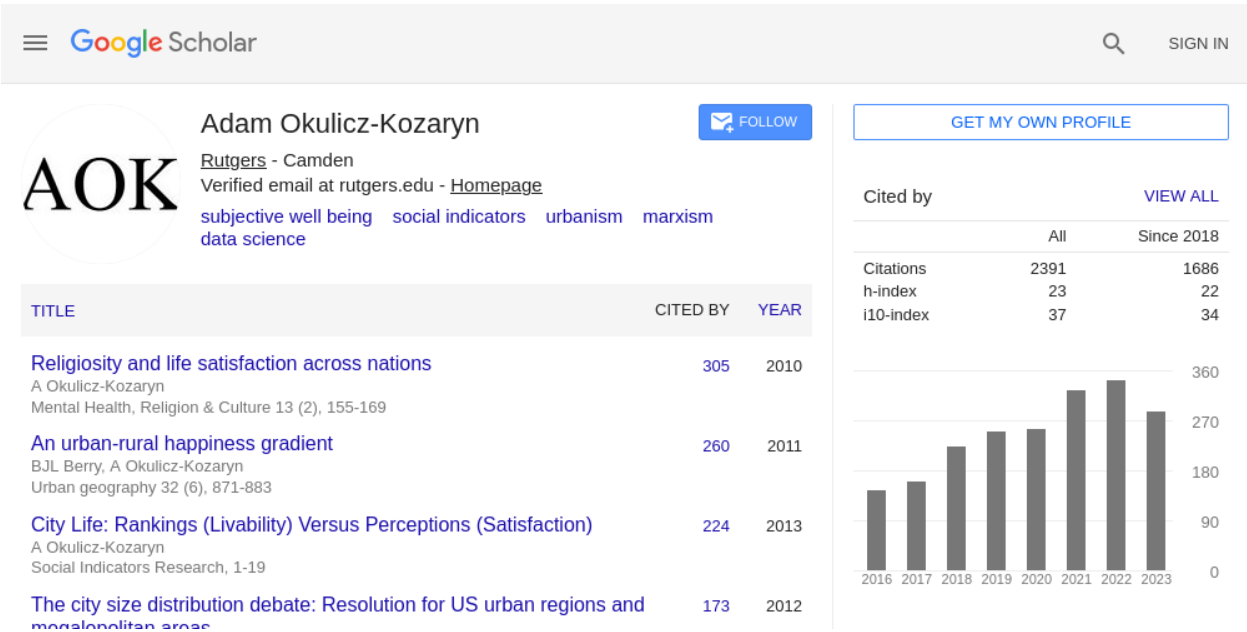 Google Scholar
SIGN IN
AOK
Adam Okulicz-Kozaryn
FOLLOW
Rutgers - Camden
Verified email at rutgers.edu - Homepage
subjective well being social indicators urbanism marxism
data science
TITLE CITED BY YEAR
Religiosity and life satisfaction across nations 305 2010
A Okulicz-Kozaryn
Mental Health, Religion & Culture 13 (2), 155-169
An urban-rural happiness gradient 260 2011
BJL Berry, A Okulicz-Kozaryn
Urban geography 32 (6), 871-883
City Life: Rankings (Livability) Versus Perceptions (Satisfaction) 224 2013
A Okulicz-Kozaryn
Social Indicators Research, 1-19
The city size distribution debate: Resolution for US urban regions and 173 2012
megalopolitan areas
GET MY OWN PROFILE
Cited by VIEW ALL
All Since 2018
Citations 2391 1686
h-index 23 22
i10-index 37 34
360
270
180
90
0
2016 2017 2018 2019 2020 2021 2022 2023